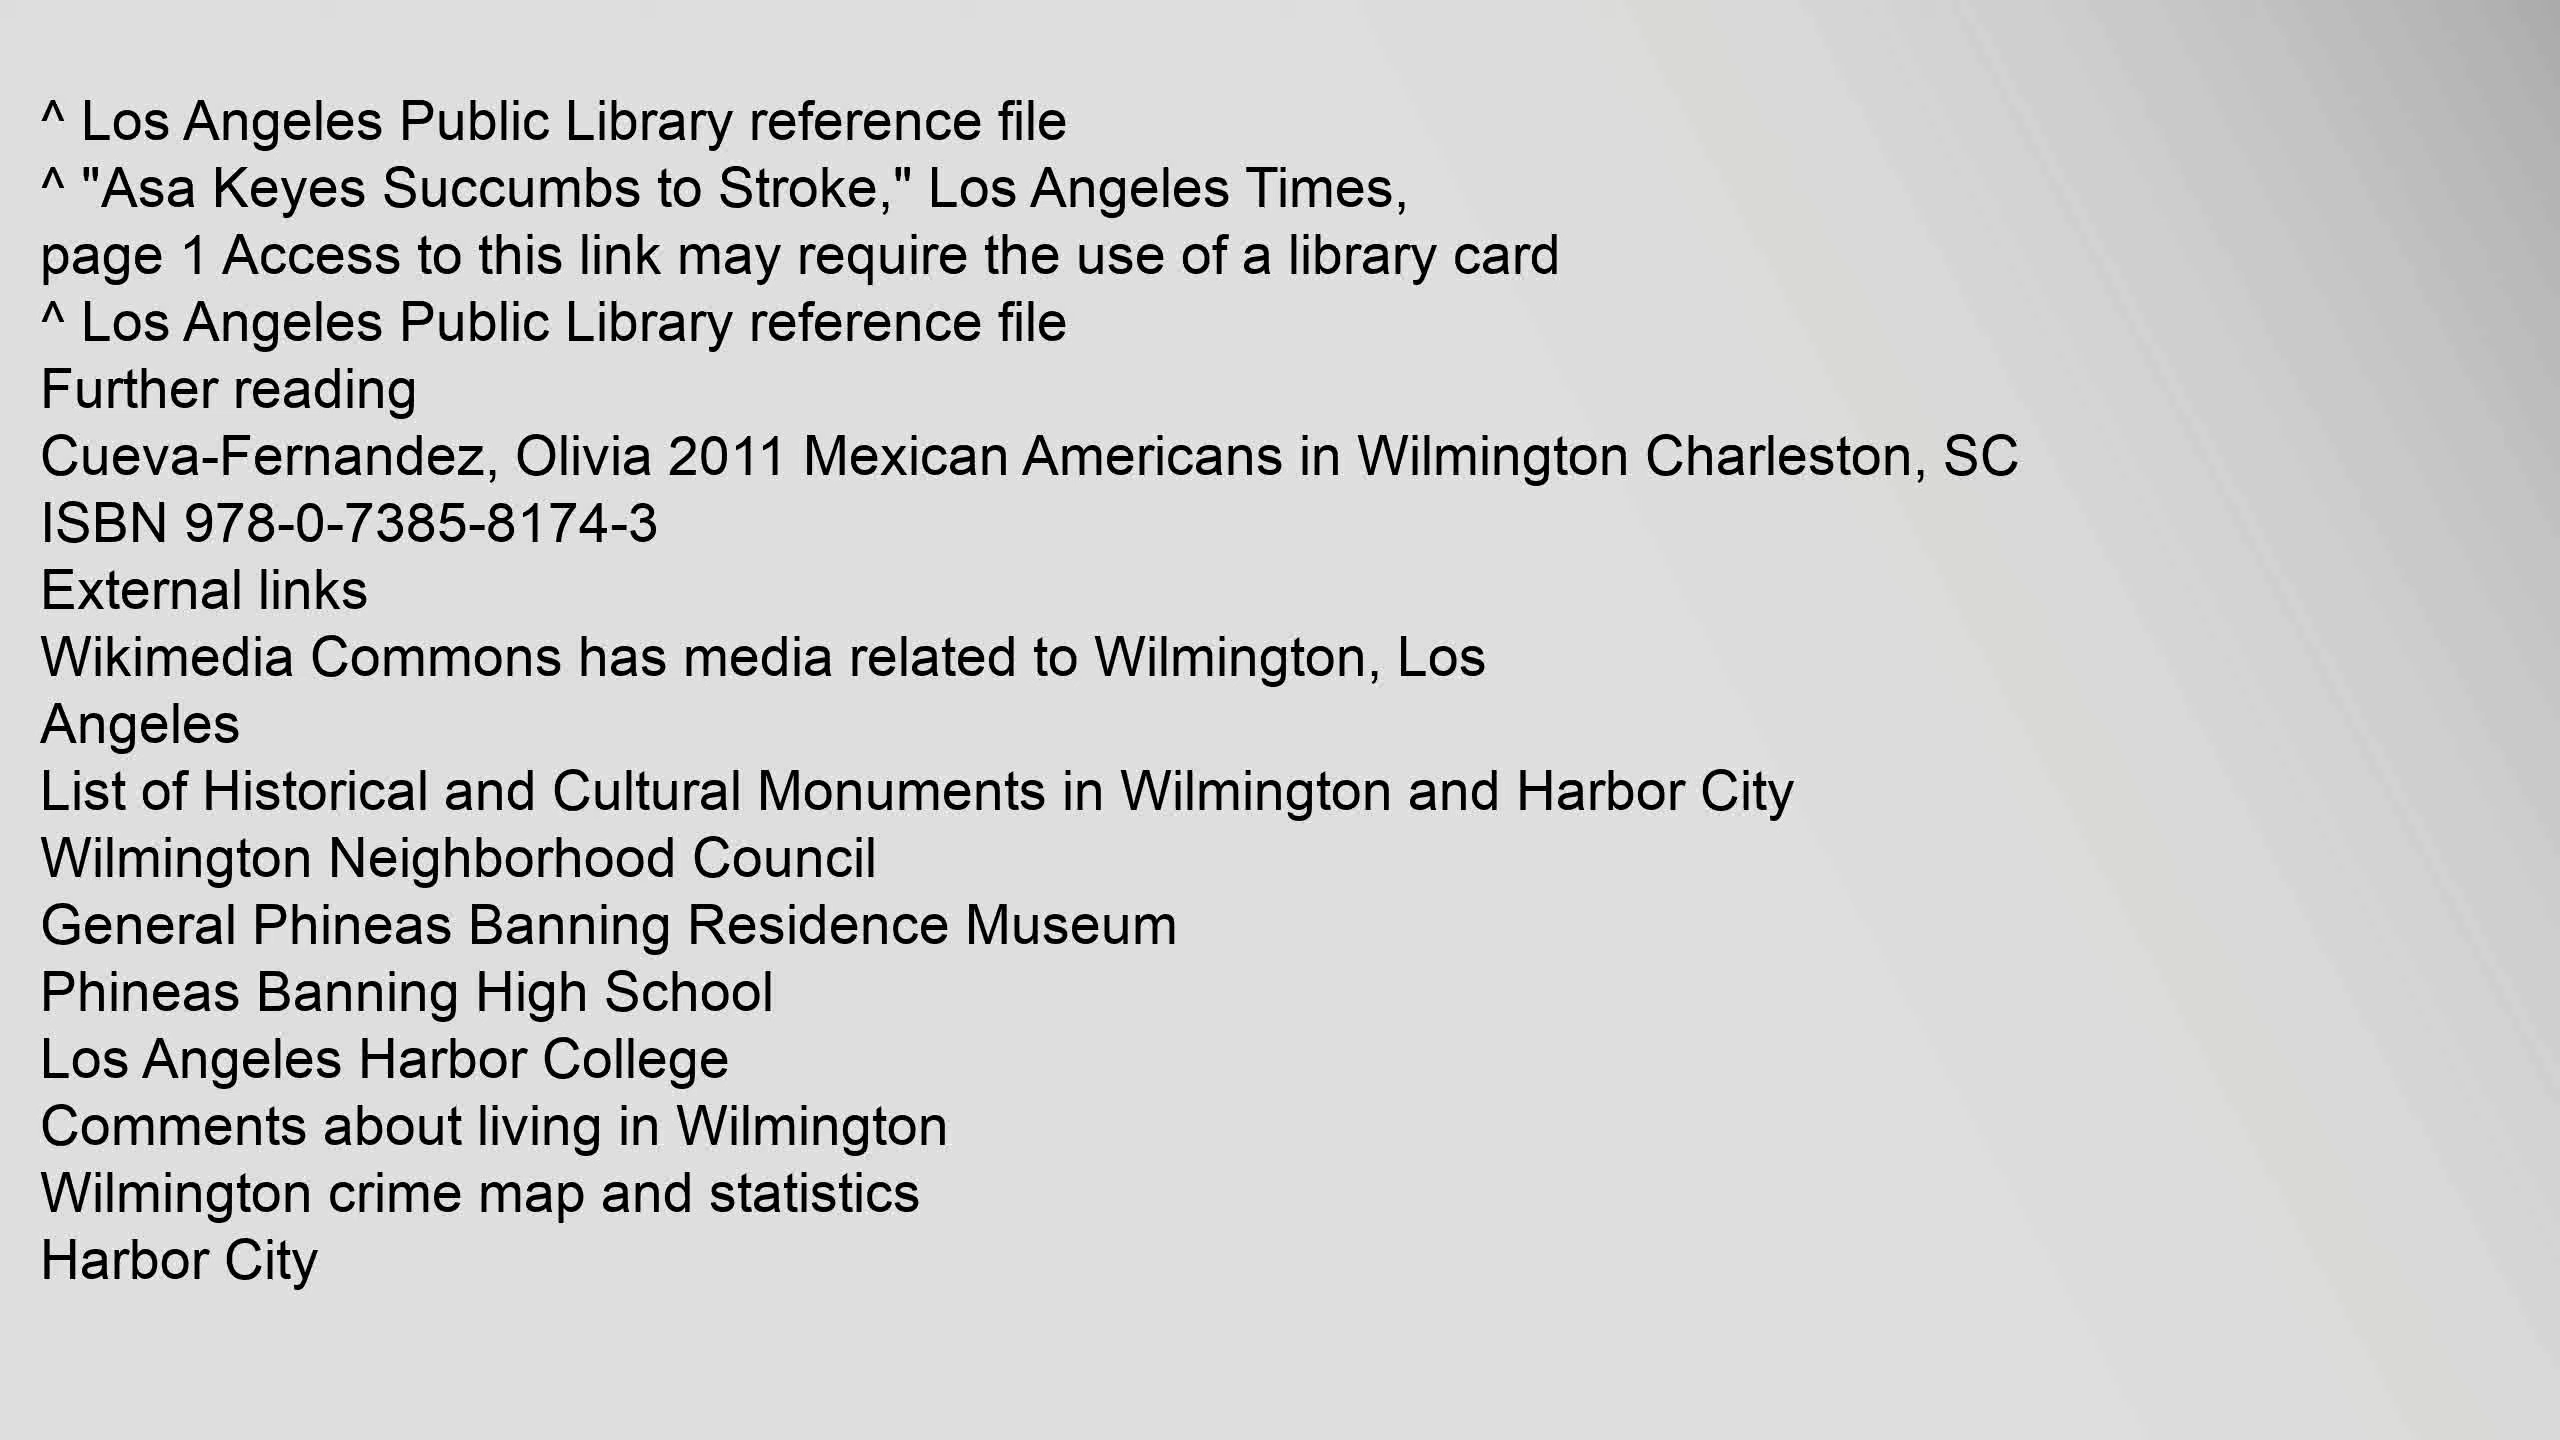 ^ Los Angeles Public Library reference file
^ "Asa Keyes Succumbs to Stroke," Los Angeles Times,
page 1 Access to this link may require the use of a library card
^ Los Angeles Public Library reference file
Further reading
Cueva-Fernandez, Olivia 2011 Mexican Americans in Wilmington Charleston, SC
ISBN 978-0-7385-8174-3
External links
Wikimedia Commons has media related to Wilmington, Los
Angeles
List of Historical and Cultural Monuments in Wilmington and Harbor City
Wilmington Neighborhood Council
General Phineas Banning Residence Museum
Phineas Banning High School
Los Angeles Harbor College
Comments about living in Wilmington
Wilmington crime map and statistics
Harbor City